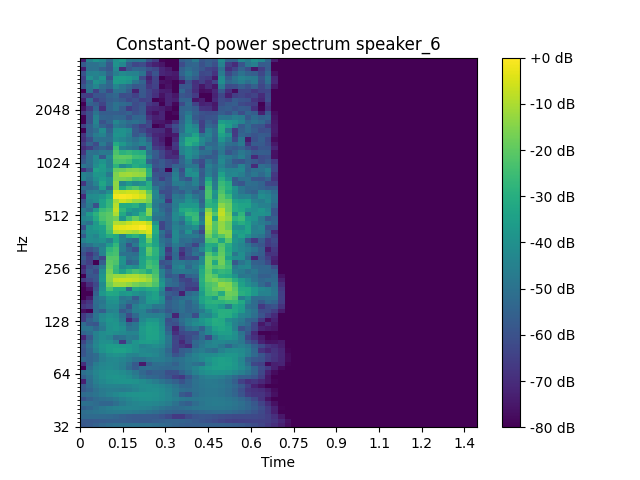 Constant-Q power spectrum speaker_6
Hz
2048
1024
512
256
128
64
32
0 0.15 0.3 0.45 0.6 0.75 0.9 1.1 1.2 1.4
Time
+0 dB
-10 dB
-20 dB
-30 dB
-40 dB
-50 dB
-60 dB
-70 dB
-80 dB